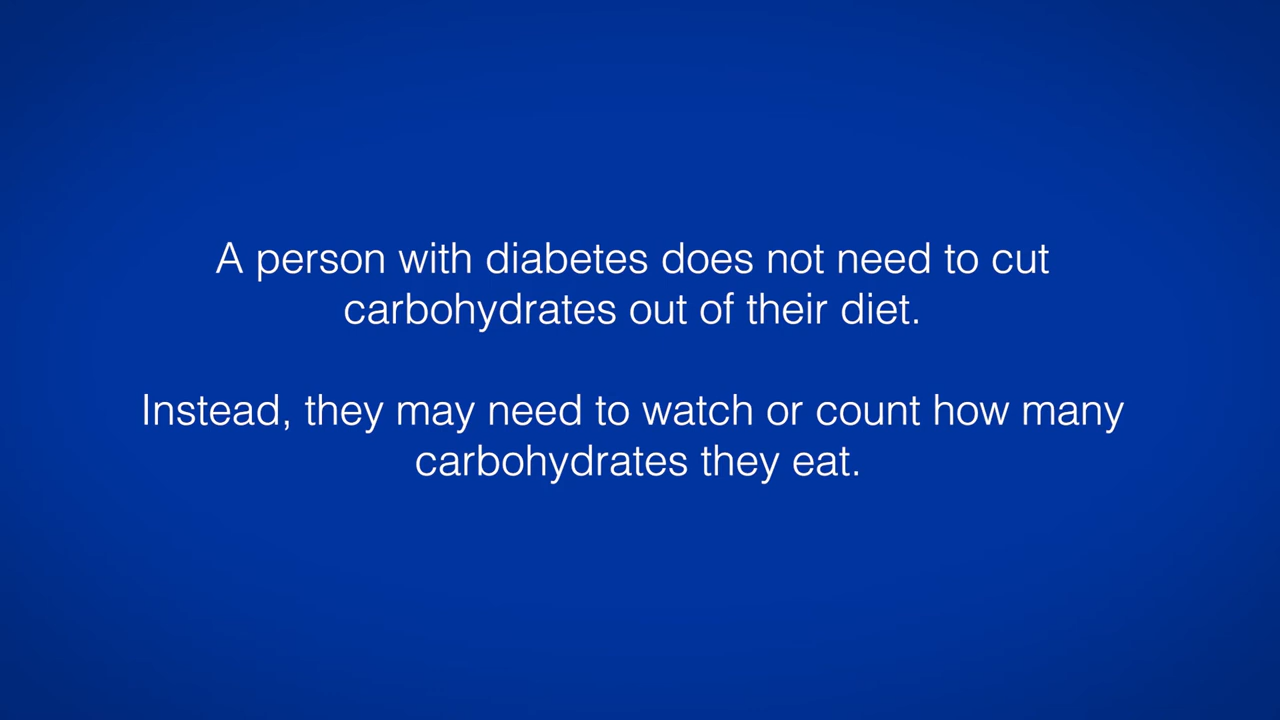 A person with diabetes does not need to cut
carbohydrates out of their diet.
Instead, they may need to watch or count how many
carbohydrates they eat.